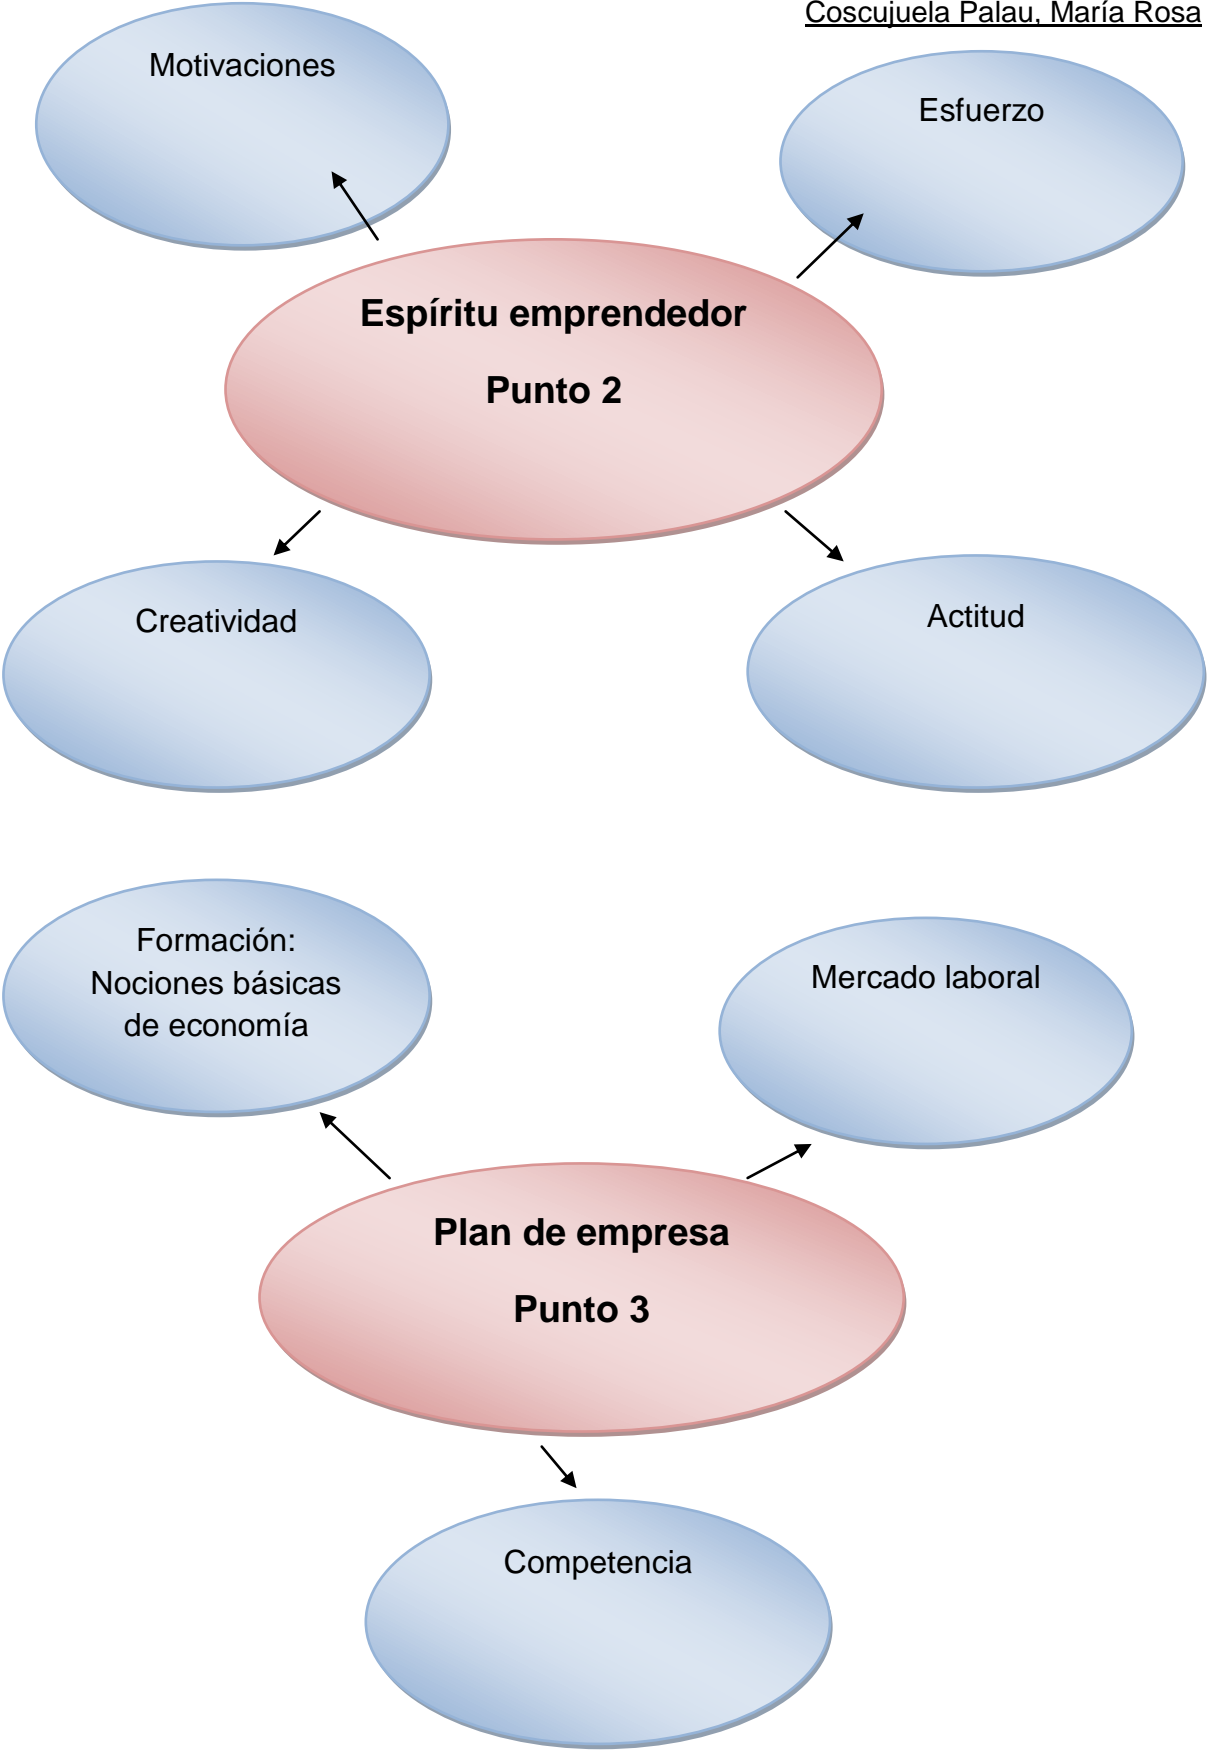 Coscujuela Palau, María Rosa
Motivaciones
Esfuerzo
Espíritu emprendedor
Punto 2
Creatividad
Actitud
Formación:
Nociones básicas
de economía
Mercado laboral
Plan de empresa
Punto 3
Competencia